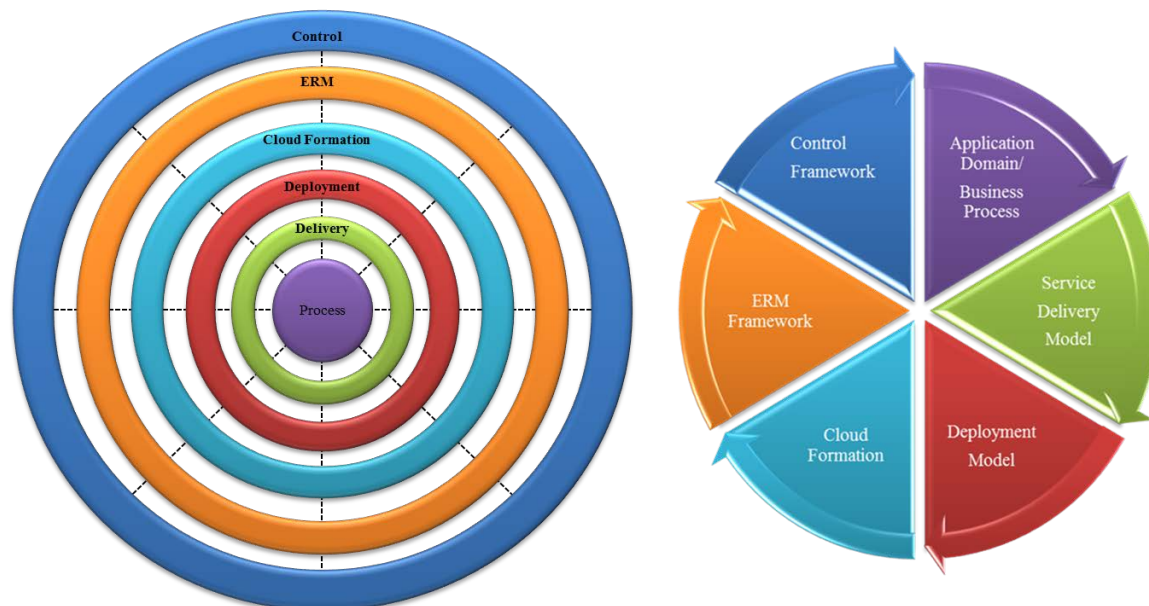 Control
ERM
Cloud Formation
Deployment
Delivery
Process
Control
Framework
Application
Domain/
Business
Process
ERM
Framework
Service
Delivery
Model
Cloud
Formation
Deployment
Model